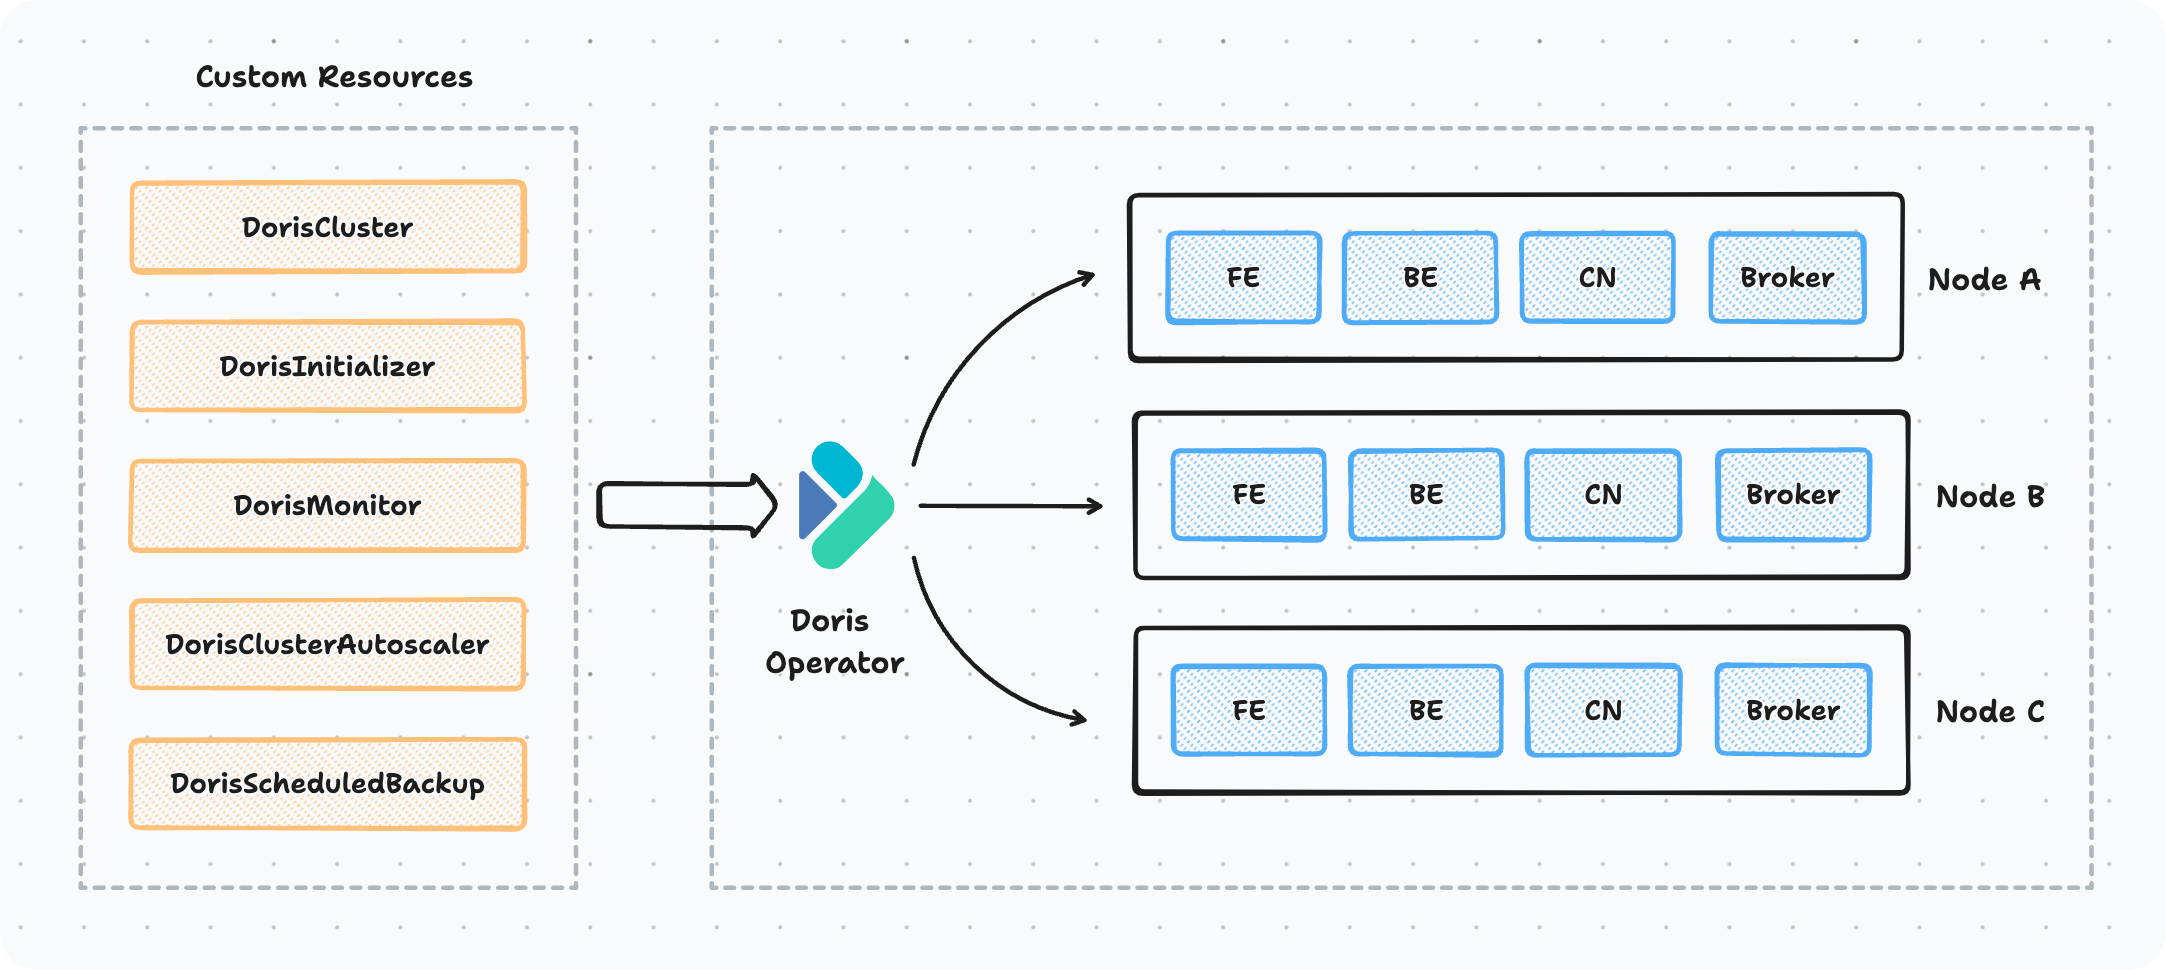 Custom Resources
DorisCluster
DorisInitializer
DorisMonitor
DorisClusterAutoscaler
DorisScheduledBackup
Doris
Operator
FE
BE
CN
Broker
Node A
FE
BE
CN
Broker
Node B
FE
BE
CN
Broker
Node C